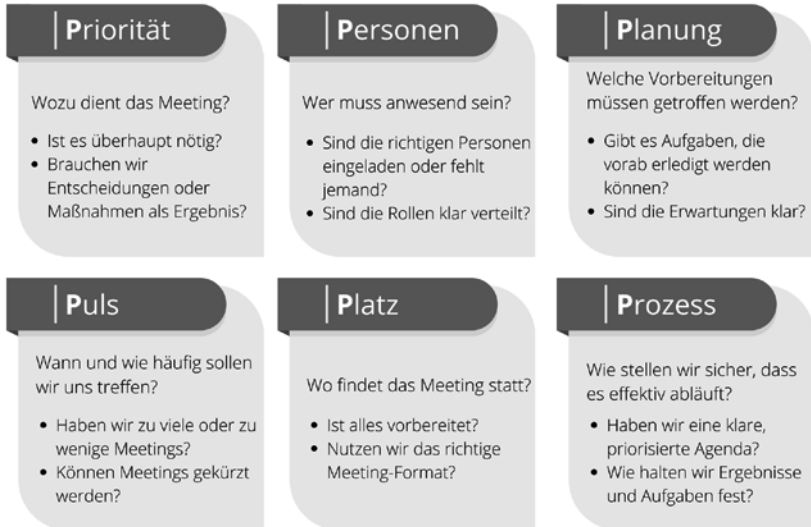 Priorität
Wozu dient das Meeting?
• Ist es überhaupt nötig?
• Brauchen wir
Entscheidungen oder
Maßnahmen als Ergebnis?
Personen
Wer muss anwesend sein?
• Sind die richtigen Personen
eingeladen oder fehlt
jemand?
• Sind die Rollen klar verteilt?
Planung
Welche Vorbereitungen
müssen getroffen werden?
• Gibt es Aufgaben, die
vorab erledigt werden
können?
• Sind die Erwartungen klar?
Puls
Wann und wie häufig sollen
wir uns treffen?
• Haben wir zu viele oder zu
wenige Meetings?
• Können Meetings gekürzt
werden?
Platz
Wo findet das Meeting statt?
• Ist alles vorbereitet?
• Nutzen wir das richtige
Meeting-Format?
Prozess
Wie stellen wir sicher, dass
es effektiv abläuft?
• Haben wir eine klare,
priorisierte Agenda?
• Wie halten wir Ergebnisse
und Aufgaben fest?